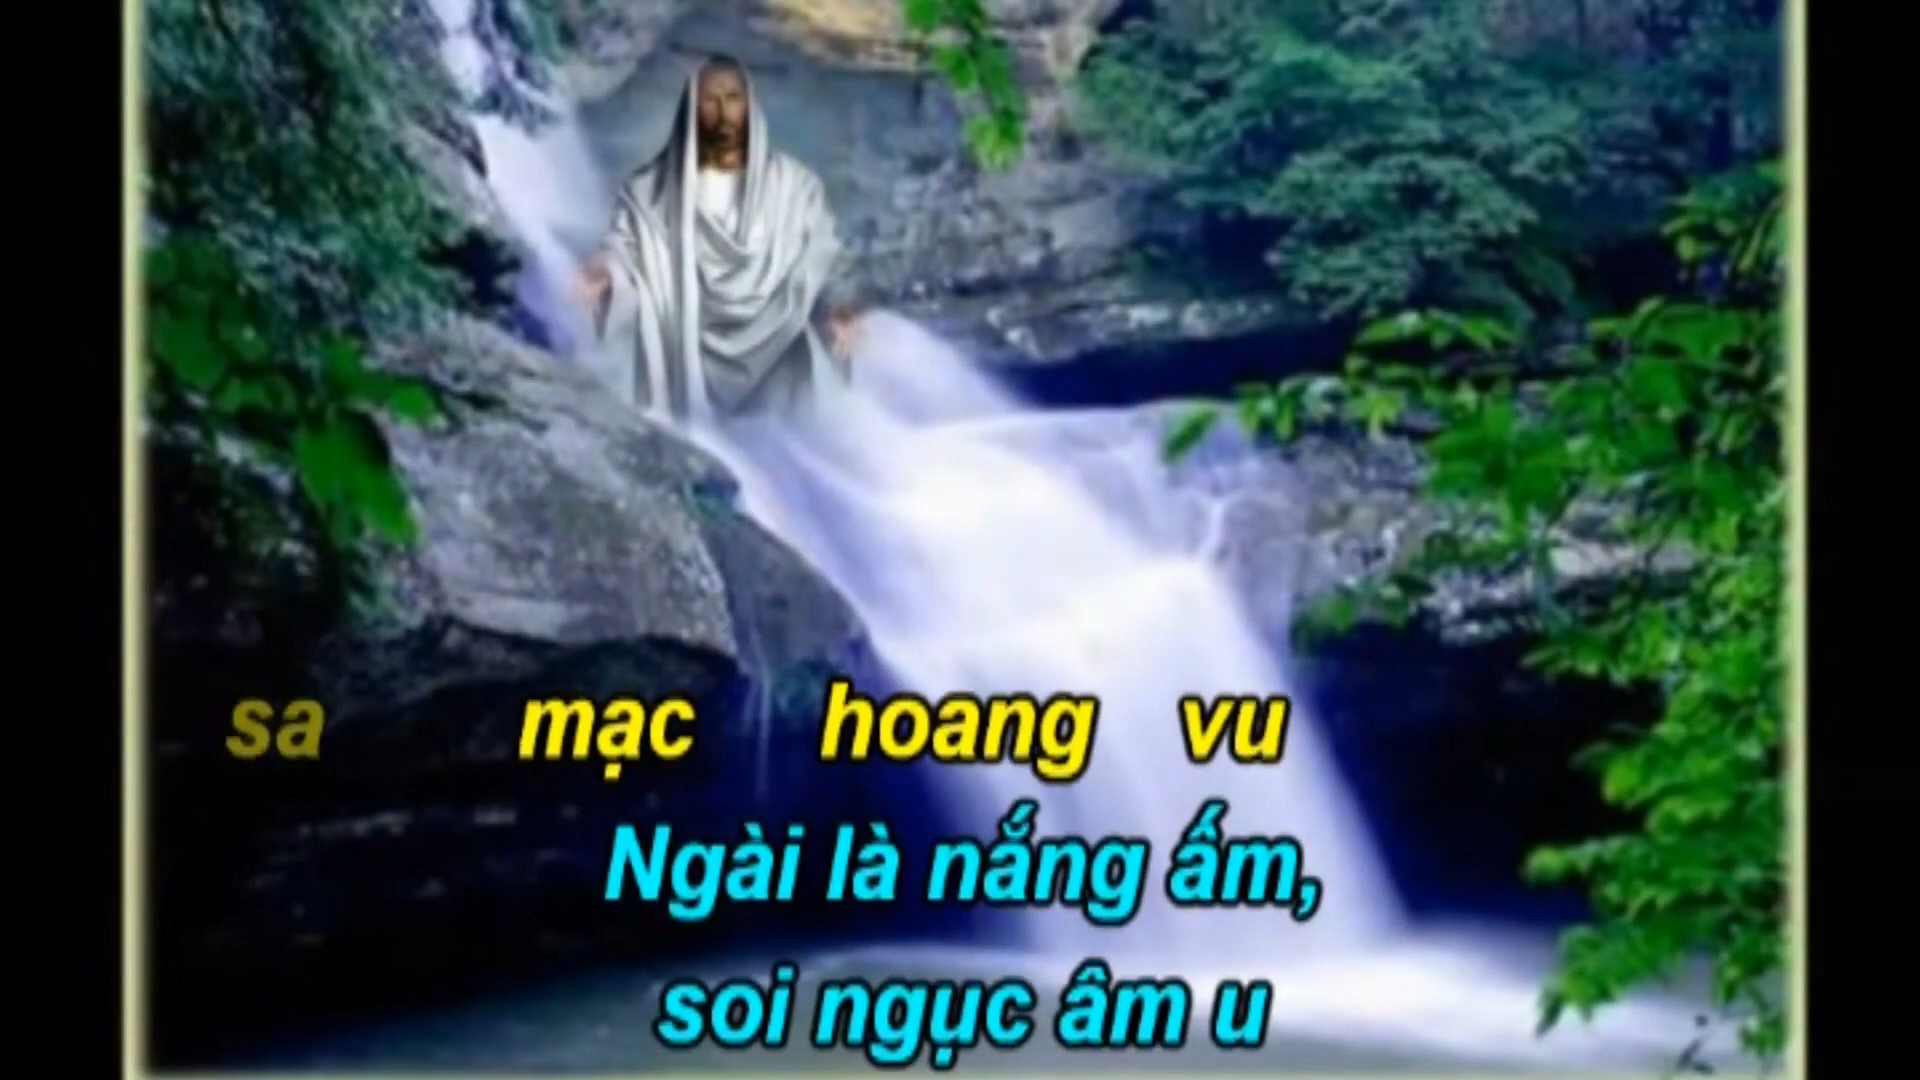 sa mạc hoang vu
Ngài là nắng ấm,
soi ngục âm u